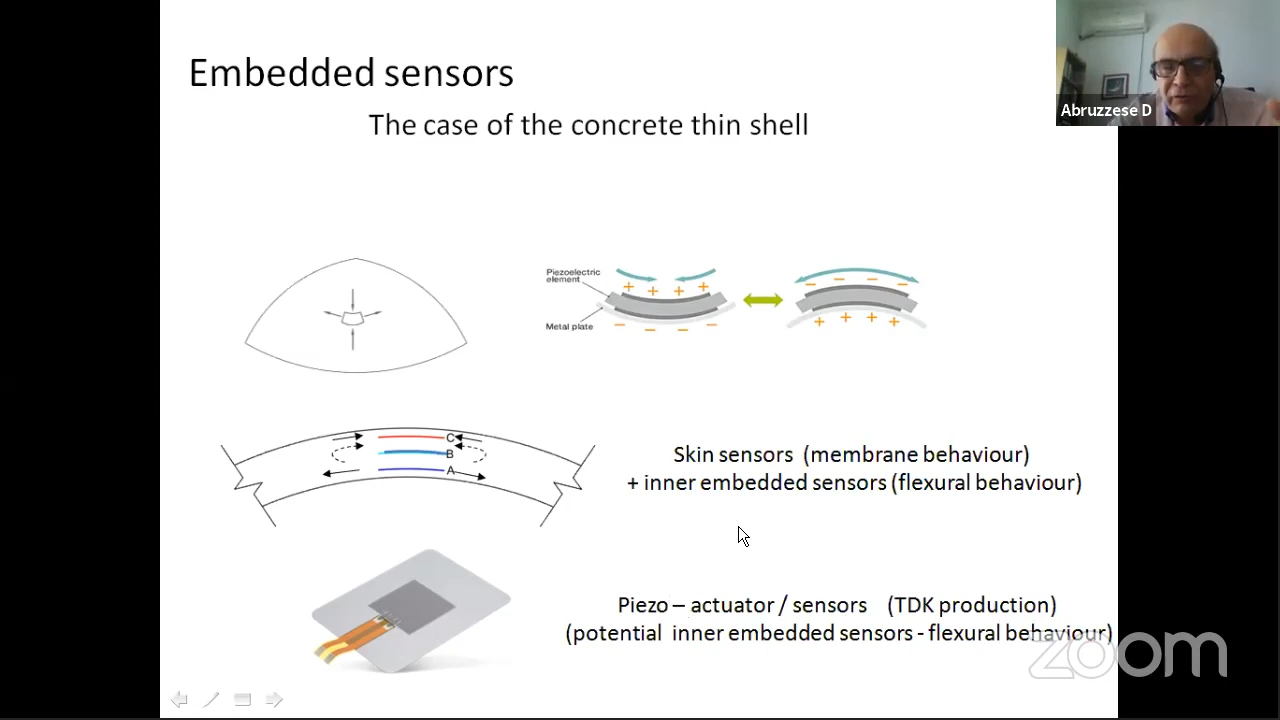 Embedded sensors
The case of the concrete thin shell
Abruzzese D
Piezoelectric
element
Metal plate
C
B
A
Skin sensors (membrane behaviour)
+ inner embedded sensors (flexural behaviour)
Piezo – actuator / sensors (TDK production)
(potential inner embedded sensors - flexural behaviour)
zoom